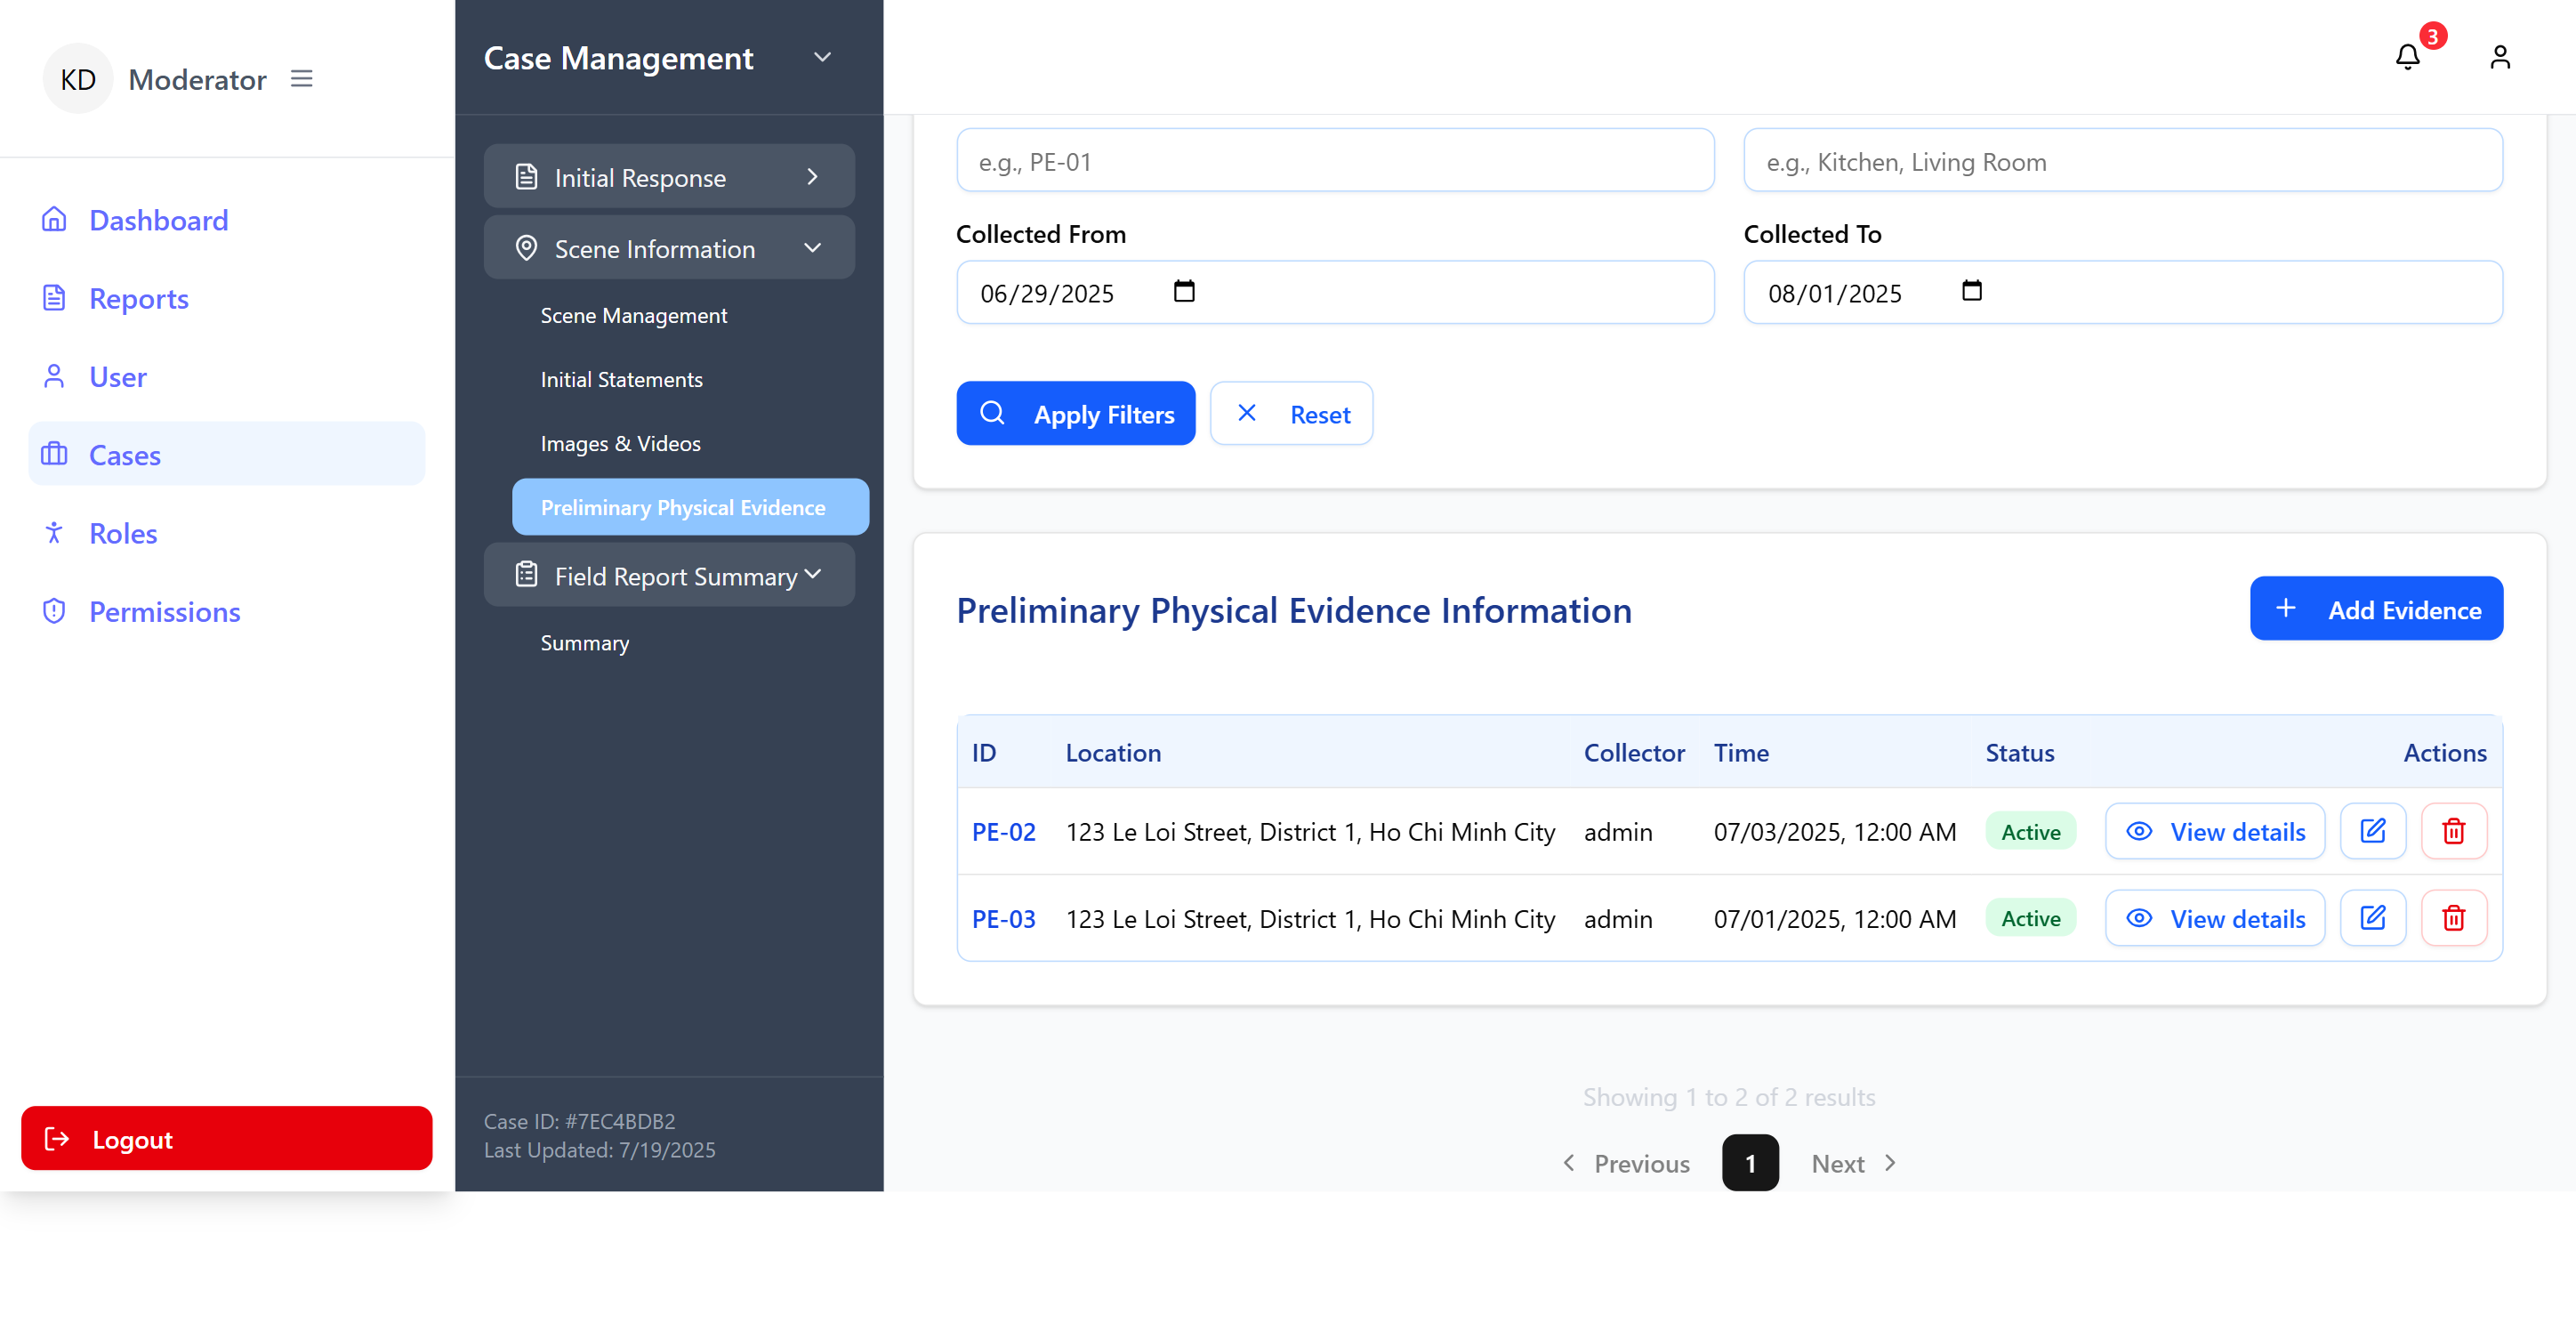 KD Moderator
Dashboard
Reports
User
Cases
Roles
Permissions
Logout
Case Management
Initial Response
Scene Information
Scene Management
Initial Statements
Images & Videos
Preliminary Physical Evidence
Field Report Summary
Summary
Case ID: #7EC4BDB2
Last Updated: 7/19/2025
3
e.g., PE-01
e.g., Kitchen, Living Room
Collected From
Collected To
06/29/2025
08/01/2025
Apply Filters
Reset
Preliminary Physical Evidence Information
Add Evidence
ID Location Collector Time Status Actions
PE-02 123 Le Loi Street, District 1, Ho Chi Minh City admin 07/03/2025, 12:00 AM Active View details
PE-03 123 Le Loi Street, District 1, Ho Chi Minh City admin 07/01/2025, 12:00 AM Active View details
Showing 1 to 2 of 2 results
Previous 1 Next